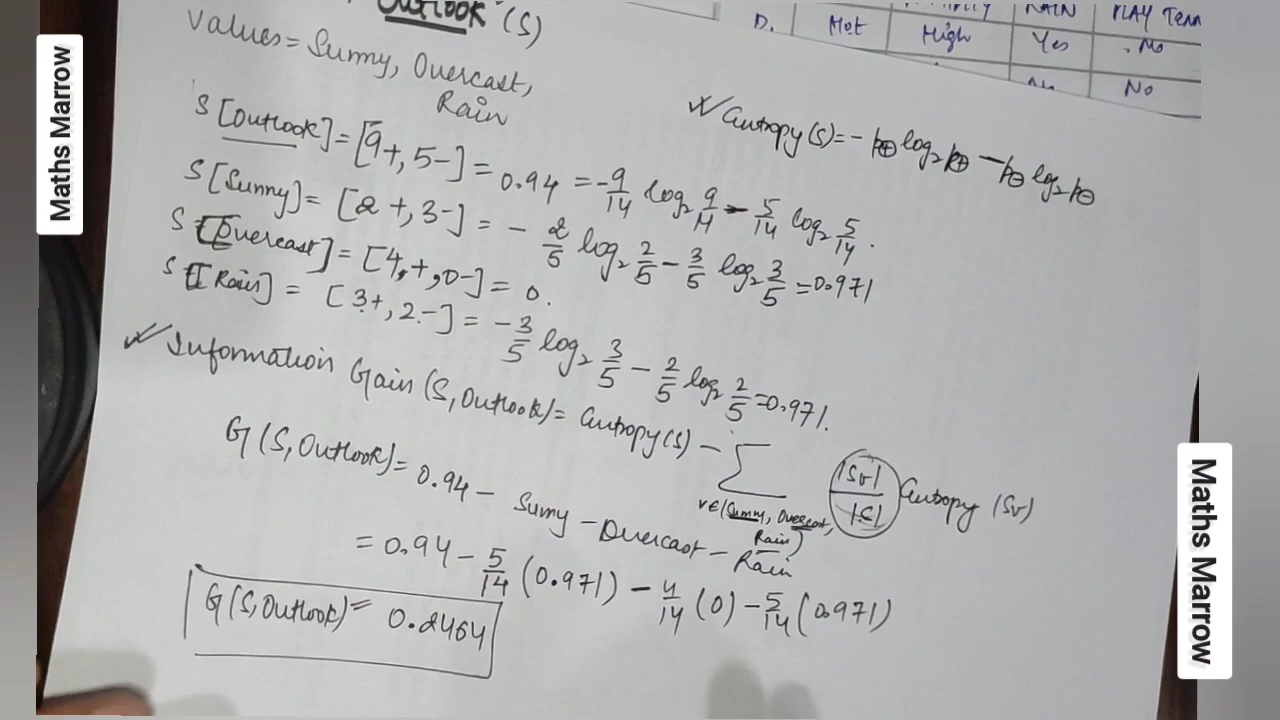 Outlook (S)
Values = Sunny, Overcast,
Rain
S [Outlook] = [9+, 5-] = 0.94 = -9/14 log₂ 9/14 - 5/14 log₂ 5/14.
S [Sunny] = [2+, 3-] = - 2/5 log₂ 2/5 - 3/5 log₂ 3/5 = 0.971
S [Overcast] = [4,+,0-] = 0.
S [Rain] = [3+, 2-] = -3/5 log₂ 3/5 - 2/5 log₂ 2/5 = 0.971.
Entropy(S) = - p⊕ log₂ p⊕ - p⊖ log₂ p⊖
Information Gain (S, Outlook) = Entropy(S) - ∑ |Sv|/|S| Entropy (Sv)
v∈(Sunny, Overcast,
Rain)
G(S, Outlook) = 0.94 - Sunny - Overcast - Rain
= 0.94 - 5/14 (0.971) - 4/14 (0) - 5/14 (0.971)
G(S, Outlook) = 0.2464
RAIN PLAY Tenn
D. Hot High Yes . No
No
Maths Marrow
Maths Marrow